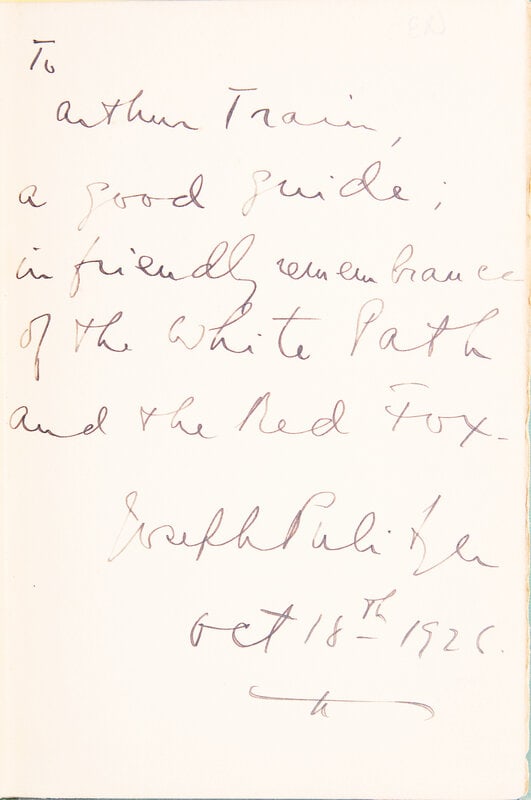 To
Arthur Train,
a good guide;
in friendly remembrance
of the White Path
and the Red Fox.
Joseph Pulitzer
Oct 18th 1926.